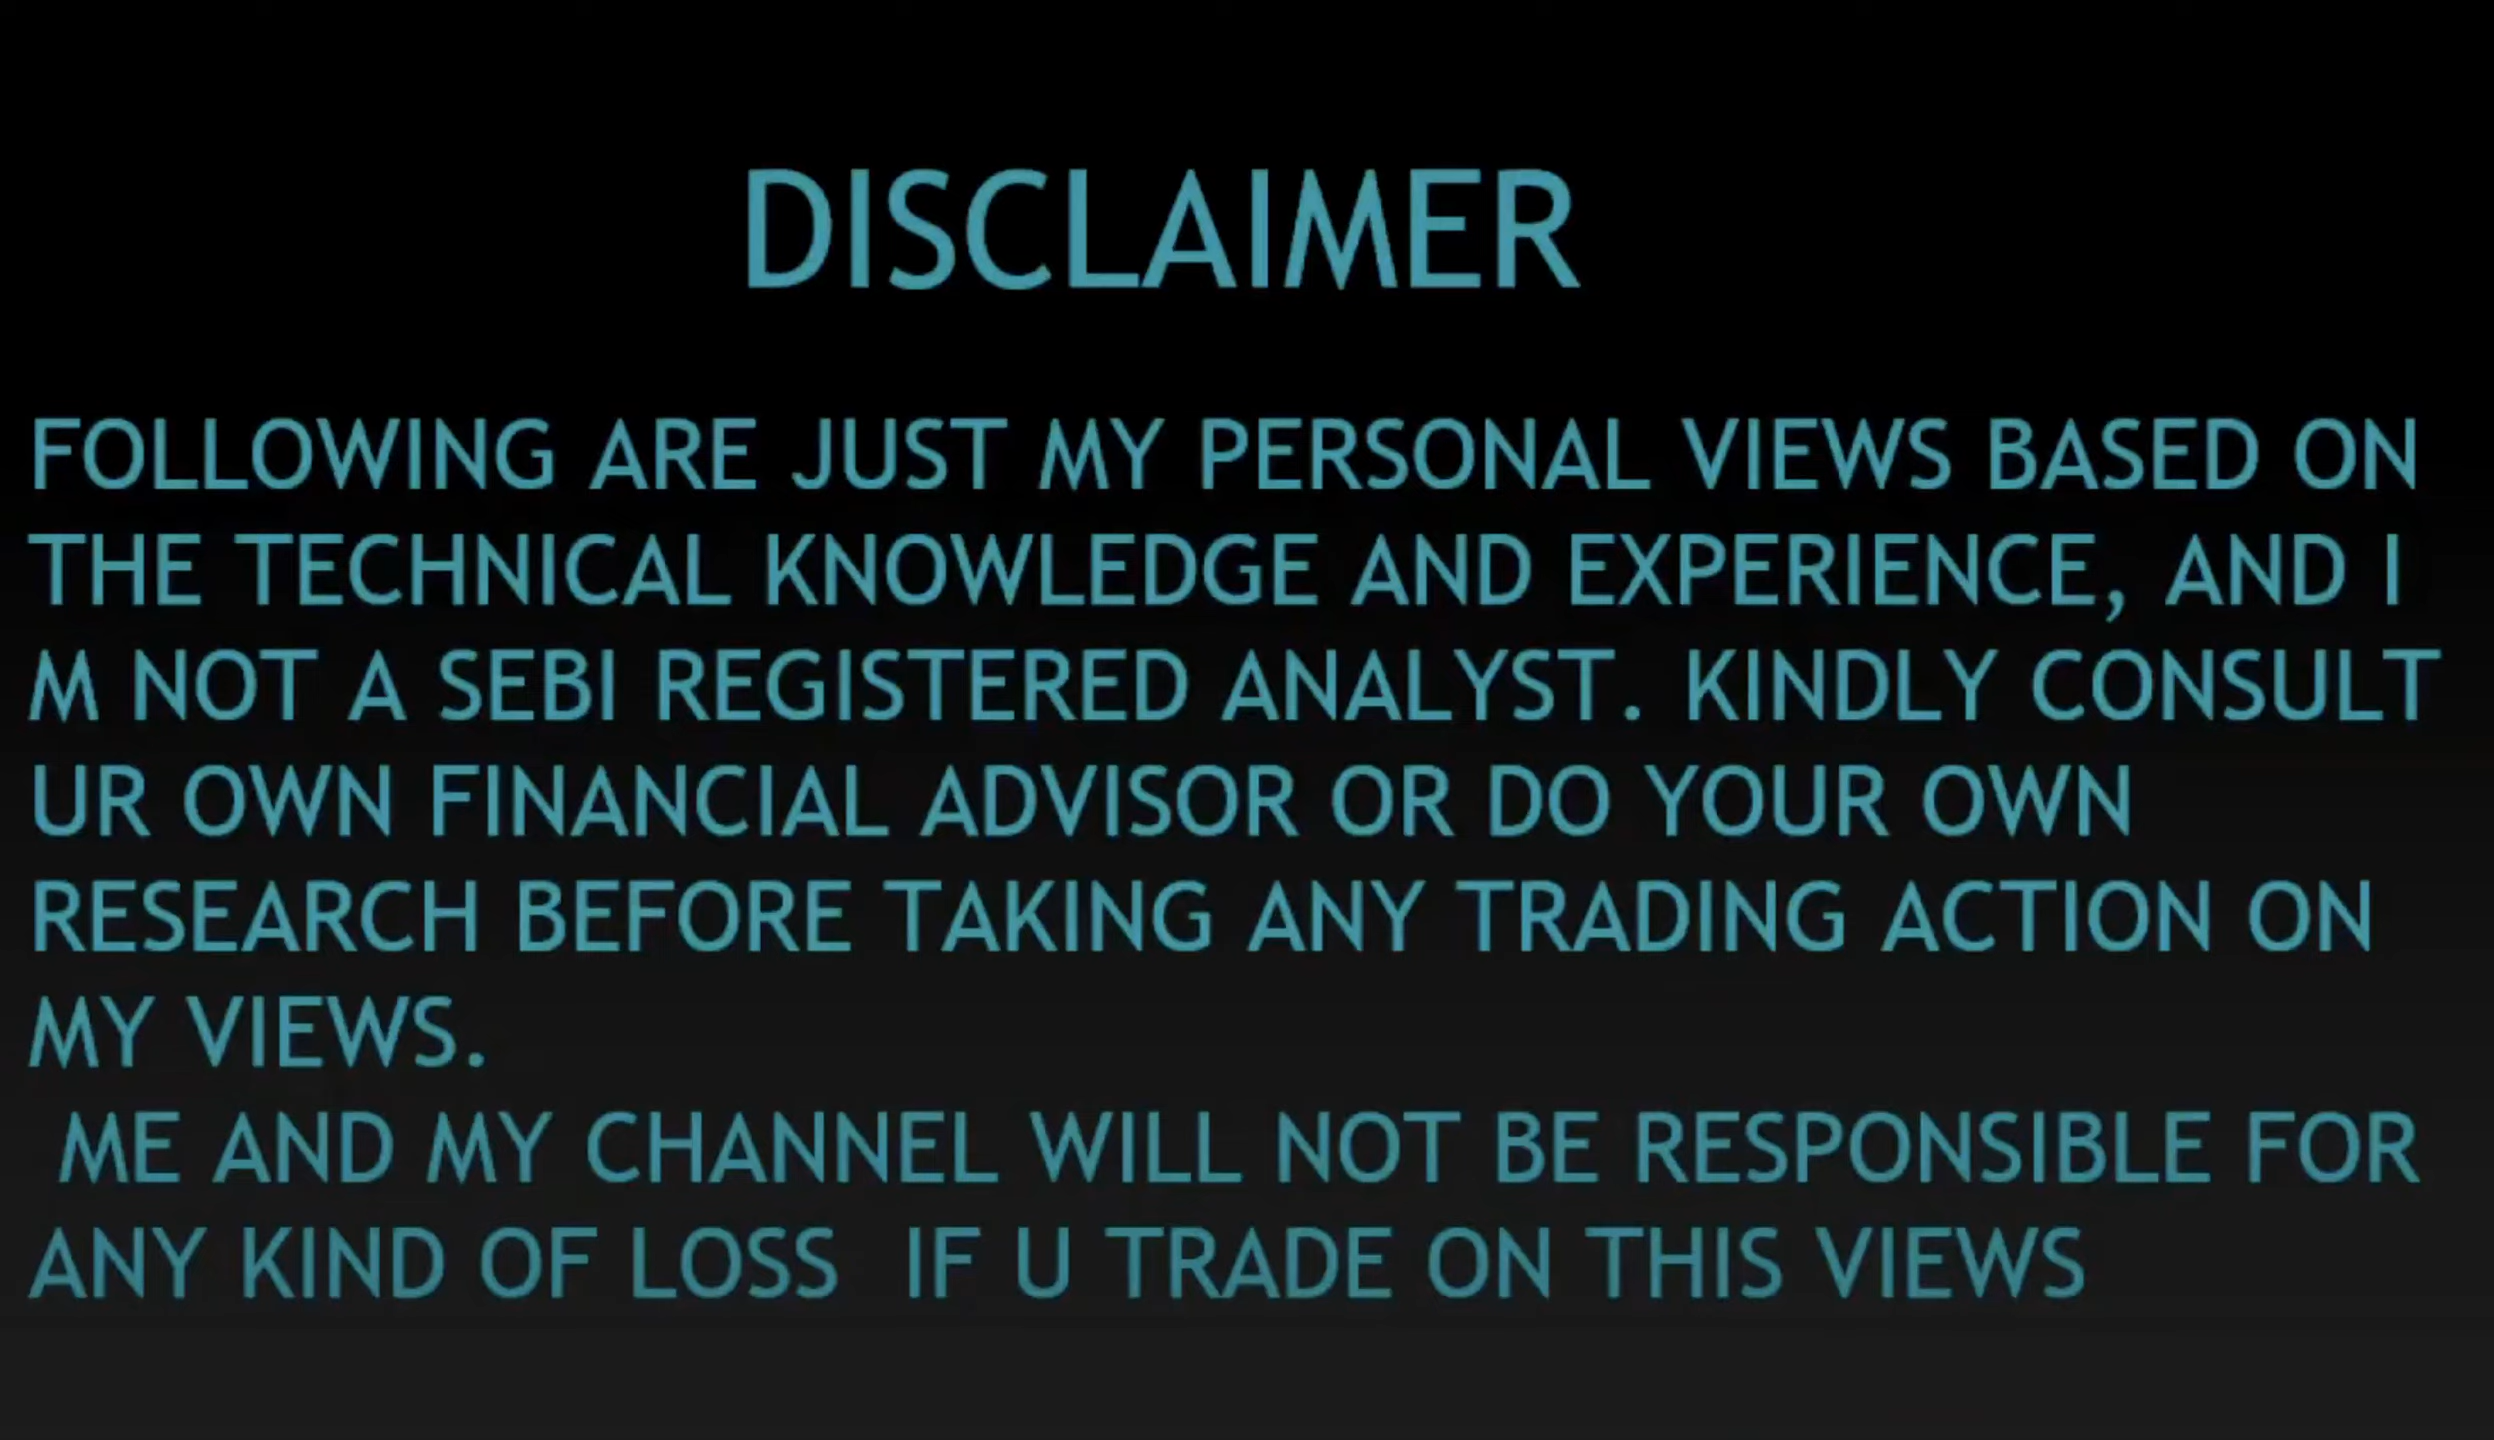 DISCLAIMER
FOLLOWING ARE JUST MY PERSONAL VIEWS BASED ON
THE TECHNICAL KNOWLEDGE AND EXPERIENCE, AND I
M NOT A SEBI REGISTERED ANALYST. KINDLY CONSULT
UR OWN FINANCIAL ADVISOR OR DO YOUR OWN
RESEARCH BEFORE TAKING ANY TRADING ACTION ON
MY VIEWS.
ME AND MY CHANNEL WILL NOT BE RESPONSIBLE FOR
ANY KIND OF LOSS  IF U TRADE ON THIS VIEWS